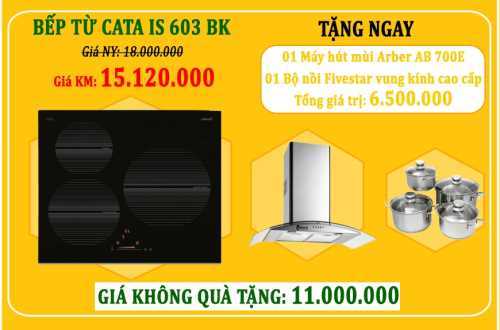 BẾP TỪ CATA IS 603 BK
Giá NY: 18.000.000
Giá KM: 15.120.000
TẶNG NGAY
01 Máy hút mùi Arber AB 700E
01 Bộ nồi Fivestar vung kính cao cấp
Tổng giá trị: 6.500.000
GIÁ KHÔNG QUÀ TẶNG: 11.000.000